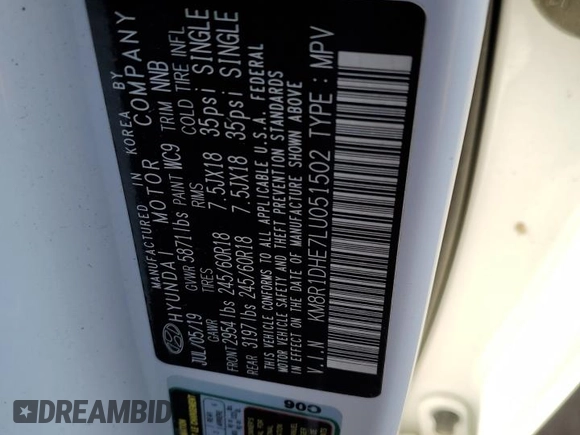 MANUFACTURED IN KOREA BY
HYUNDAI MOTOR COMPANY
JUL/05/19 GVWR 5871lbs PAINT WC9 TRIM NNB
GAWR TIRES RIMS COLD TIRE INFL
FRONT 2954lbs 245/60R18 7.5JX18 35psi SINGLE
REAR 3197lbs 245/60R18 7.5JX18 35psi SINGLE
THIS VEHICLE CONFORMS TO ALL APPLICABLE U.S.A. FEDERAL
MOTOR VEHICLE SAFETY AND THEFT PREVENTION STANDARDS
IN EFFECT ON THE DATE OF MANUFACTURE SHOWN ABOVE
V.I.N KM8R1DHE7LU051502 TYPE : MPV
C06
DREAMBID